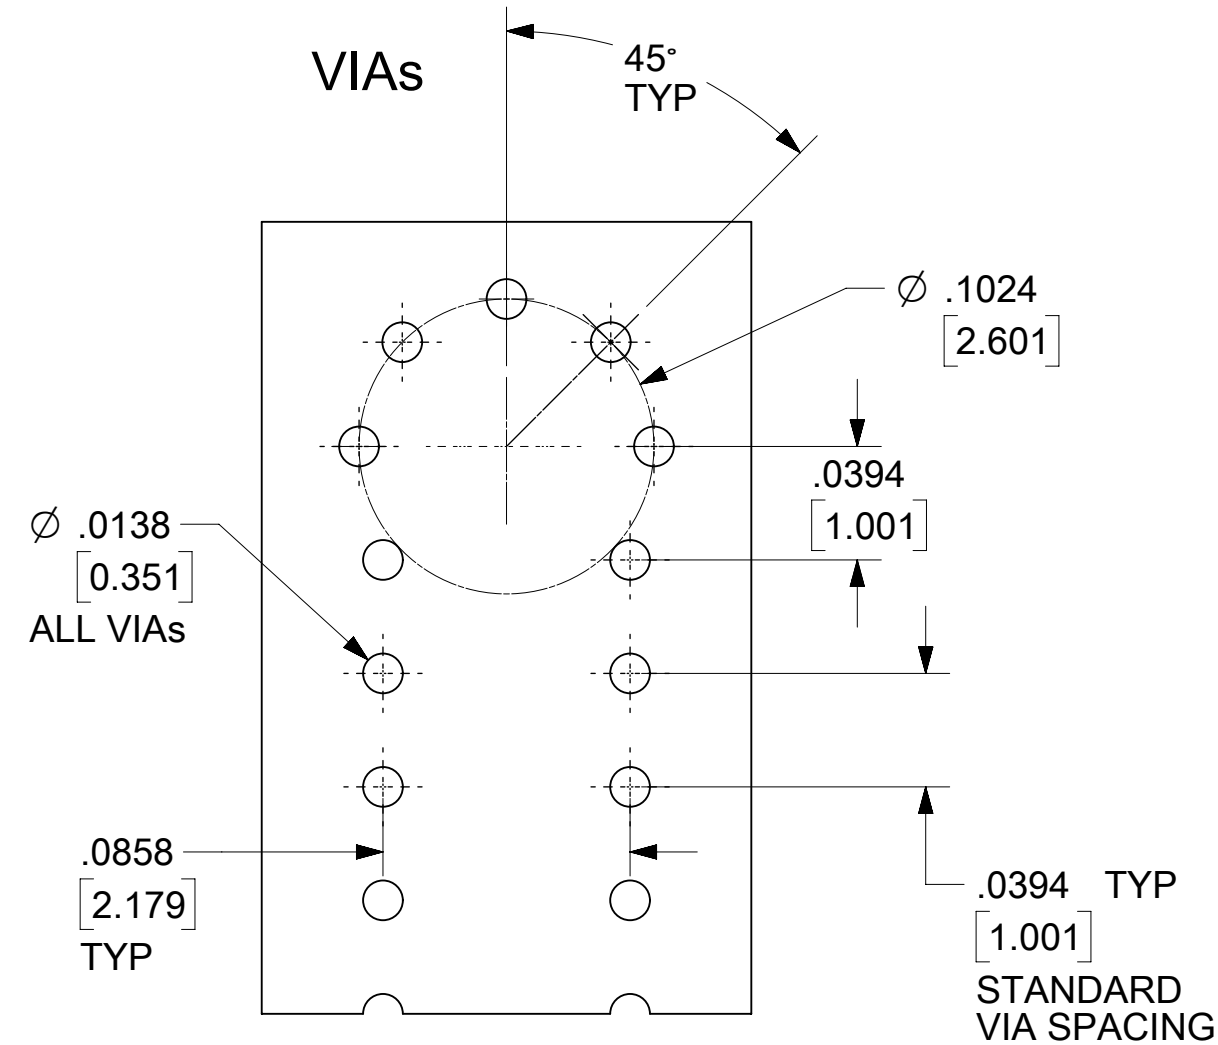 VIAs
45°
TYP
Ø .1024
[2.601]
.0394
[1.001]
Ø .0138
[0.351]
ALL VIAs
.0858
[2.179]
TYP
.0394 TYP
[1.001]
STANDARD
VIA SPACING